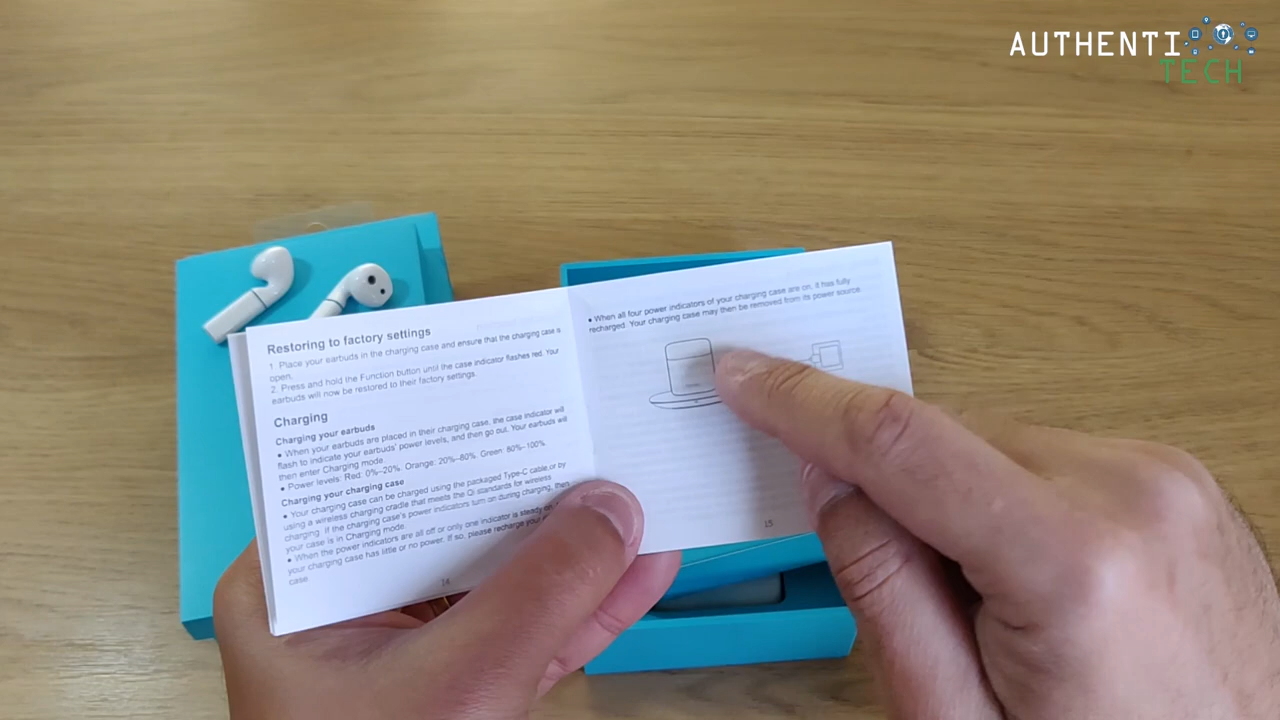 AUTHENTI
TECH
Restoring to factory settings
1. Place your earbuds in the charging case and ensure that the charging case is
open.
2. Press and hold the Function button until the case indicator flashes red. Your
earbuds will now be restored to their factory settings.
Charging
Charging your earbuds
• When your earbuds are placed in their charging case, the case indicator will
flash to indicate your earbuds' power levels, and then go out. Your earbuds will
then enter Charging mode.
• Power levels: Red: 0%–20%. Orange: 20%–80%. Green: 80%–100%.
Charging your charging case
• Your charging case can be charged using the packaged Type-C cable,or by
using a wireless charging cradle that meets the Qi standards for wireless
charging. If the charging case's power indicators turn on during charging, then
your case is in Charging mode.
• When the power indicators are all off or only one indicator is steady on
your charging case has little or no power. If so, please recharge your
case.
14
• When all four power indicators of your charging case are on, it has fully
recharged. Your charging case may then be removed from its power source.
15